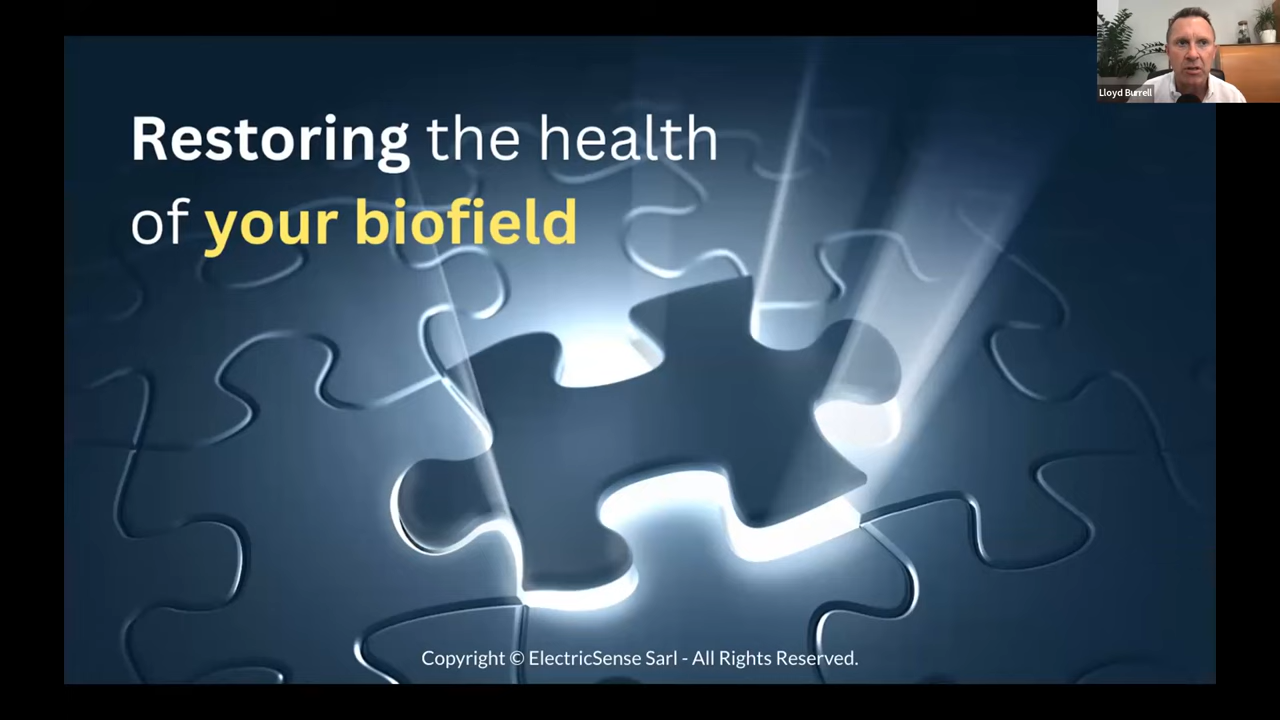 Restoring the health
of your biofield
Lloyd Burrell
Copyright © ElectricSense Sarl - All Rights Reserved.